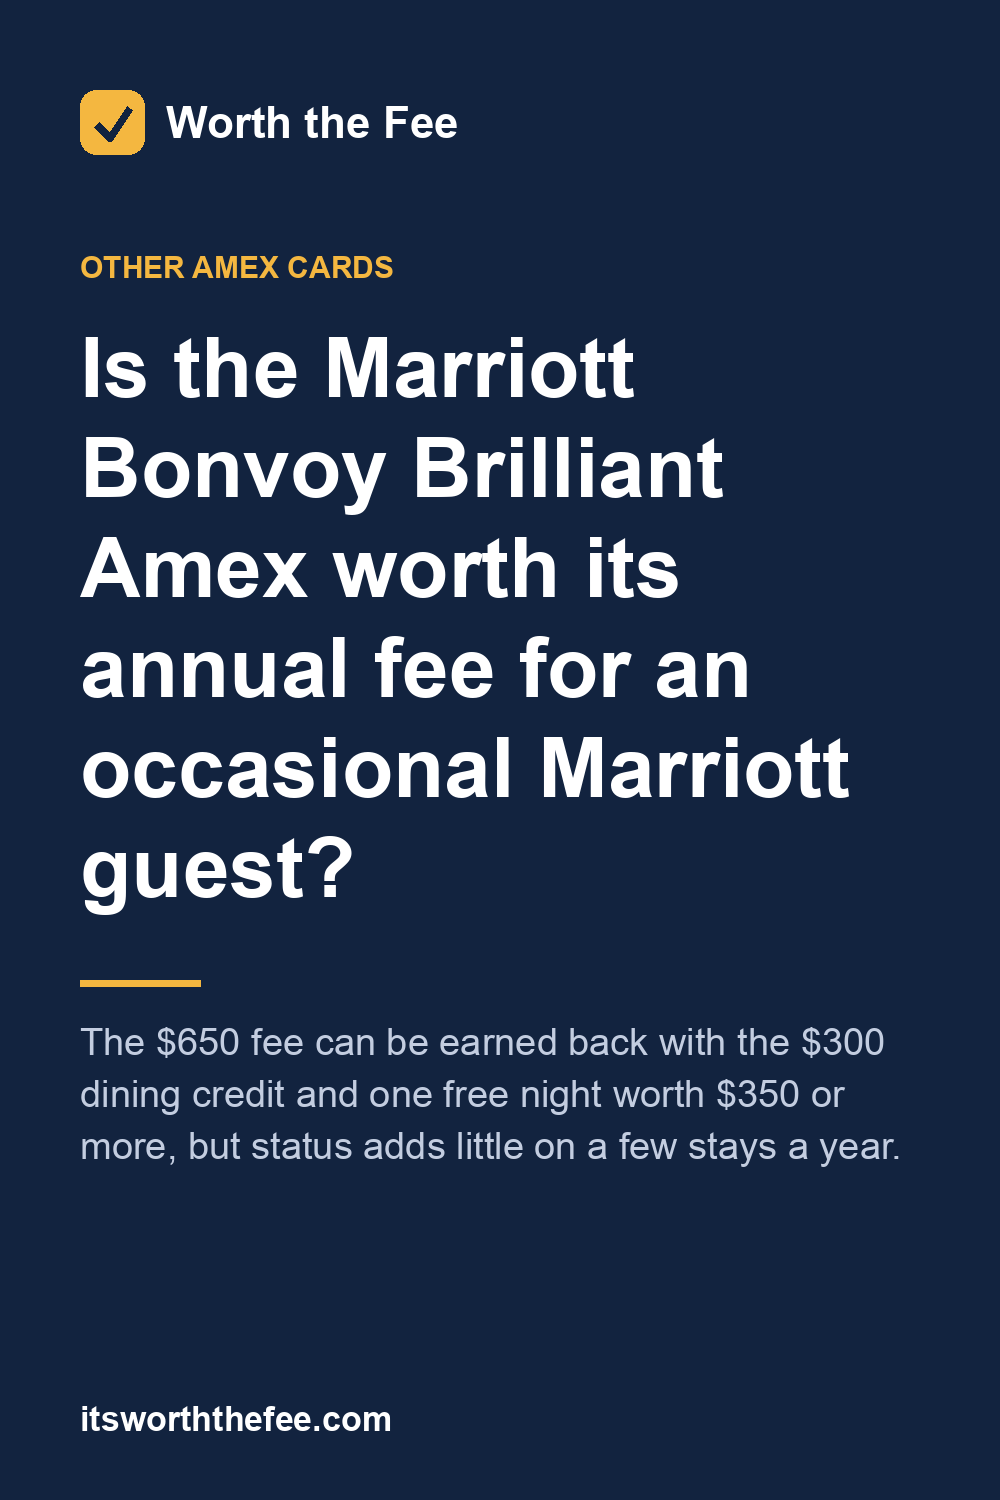 Worth the Fee
OTHER AMEX CARDS
Is the Marriott
Bonvoy Brilliant
Amex worth its
annual fee for an
occasional Marriott
guest?
The $650 fee can be earned back with the $300
dining credit and one free night worth $350 or
more, but status adds little on a few stays a year.
itsworththefee.com